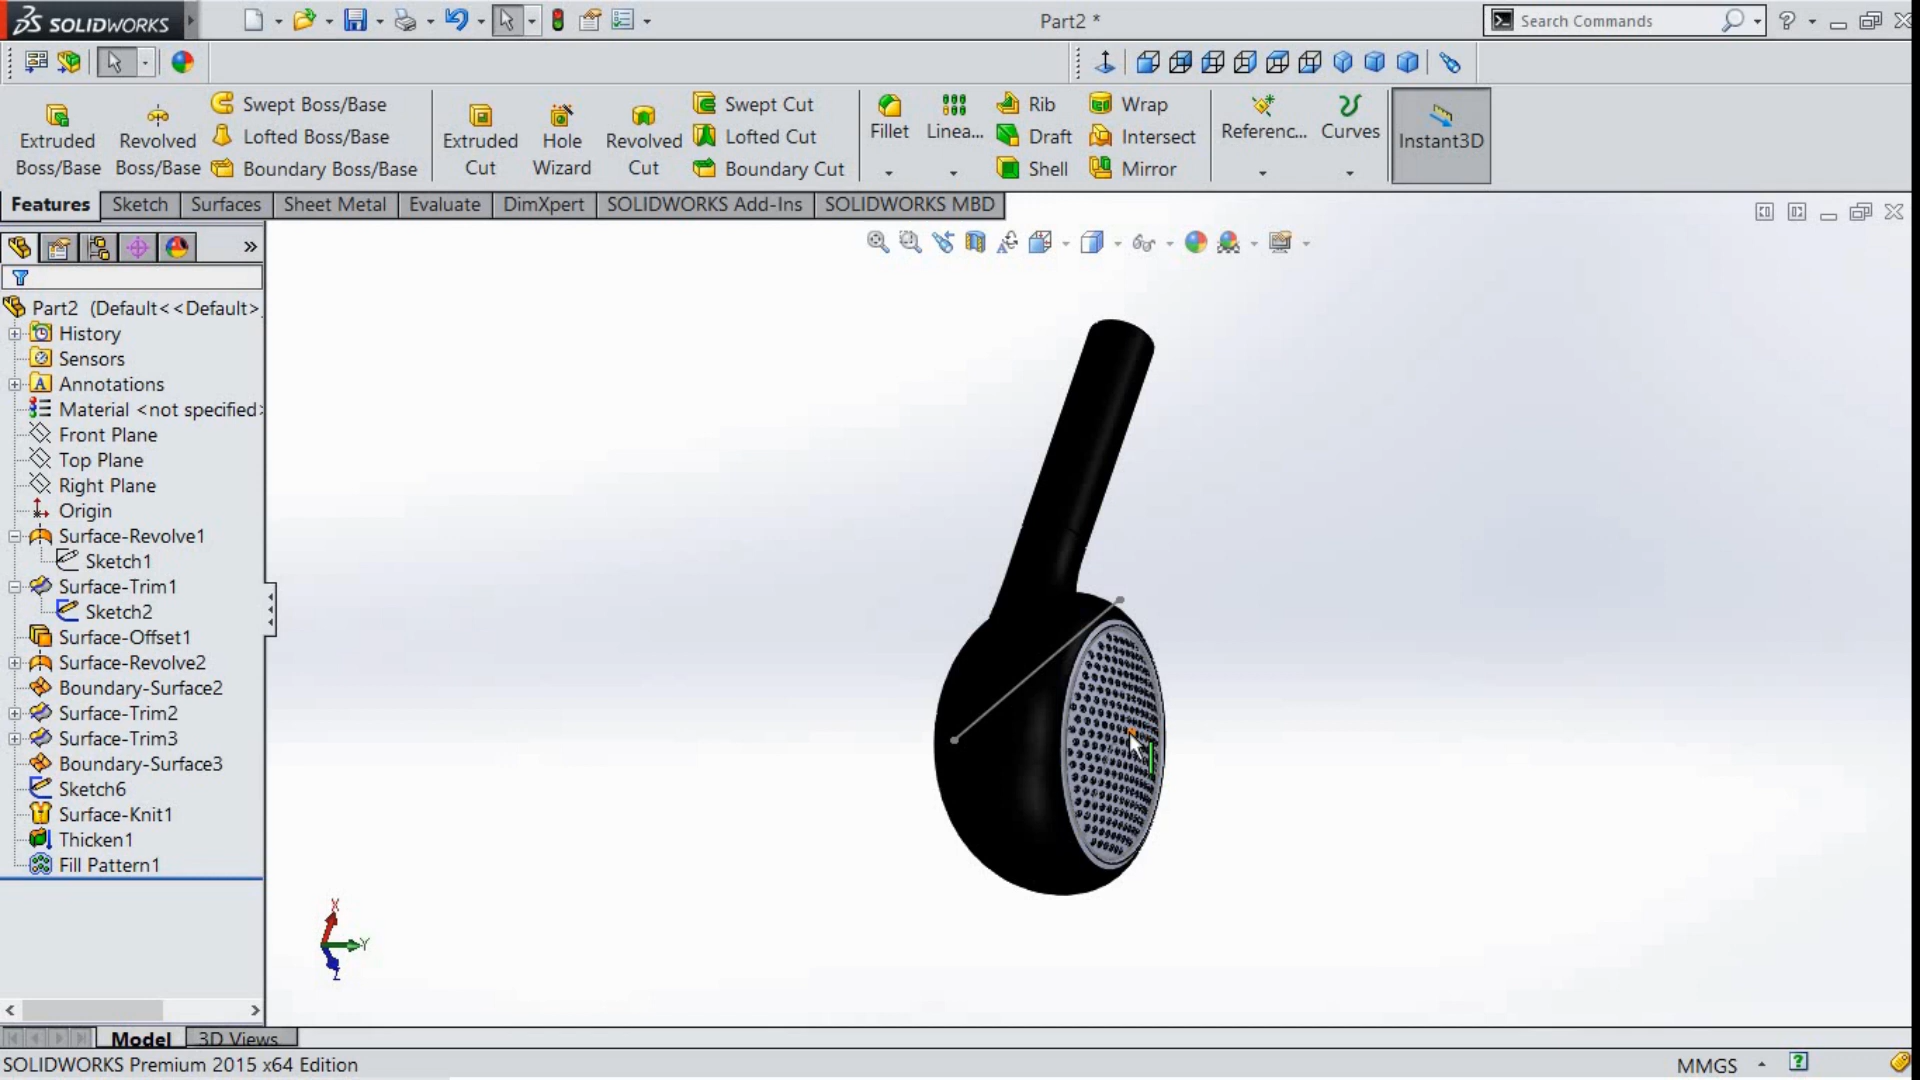 SOLIDWORKS
Part2 *
Search Commands
Extruded
Boss/Base
Revolved
Boss/Base
Swept Boss/Base
Lofted Boss/Base
Boundary Boss/Base
Extruded
Cut
Hole
Wizard
Revolved
Cut
Swept Cut
Lofted Cut
Boundary Cut
Fillet
Linea...
Rib
Draft
Shell
Wrap
Intersect
Mirror
Referenc...
Curves
Instant3D
Features
Sketch
Surfaces
Sheet Metal
Evaluate
DimXpert
SOLIDWORKS Add-Ins
SOLIDWORKS MBD
Part2 (Default<<Default>
History
Sensors
Annotations
Material <not specified>
Front Plane
Top Plane
Right Plane
Origin
Surface-Revolve1
Sketch1
Surface-Trim1
Sketch2
Surface-Offset1
Surface-Revolve2
Boundary-Surface2
Surface-Trim2
Surface-Trim3
Boundary-Surface3
Sketch6
Surface-Knit1
Thicken1
Fill Pattern1
X
Y
Z
Model
3D Views
SOLIDWORKS Premium 2015 x64 Edition
MMGS